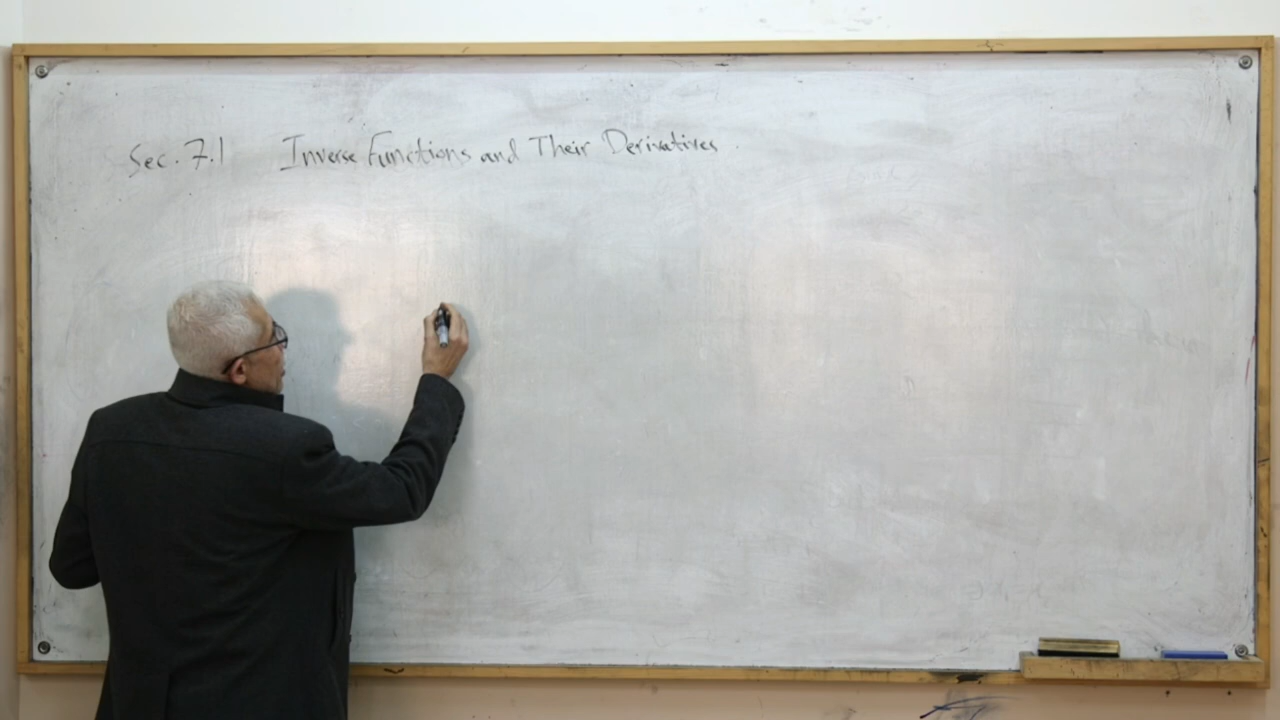 Sec. 7.1 Inverse Functions and Their Derivatives